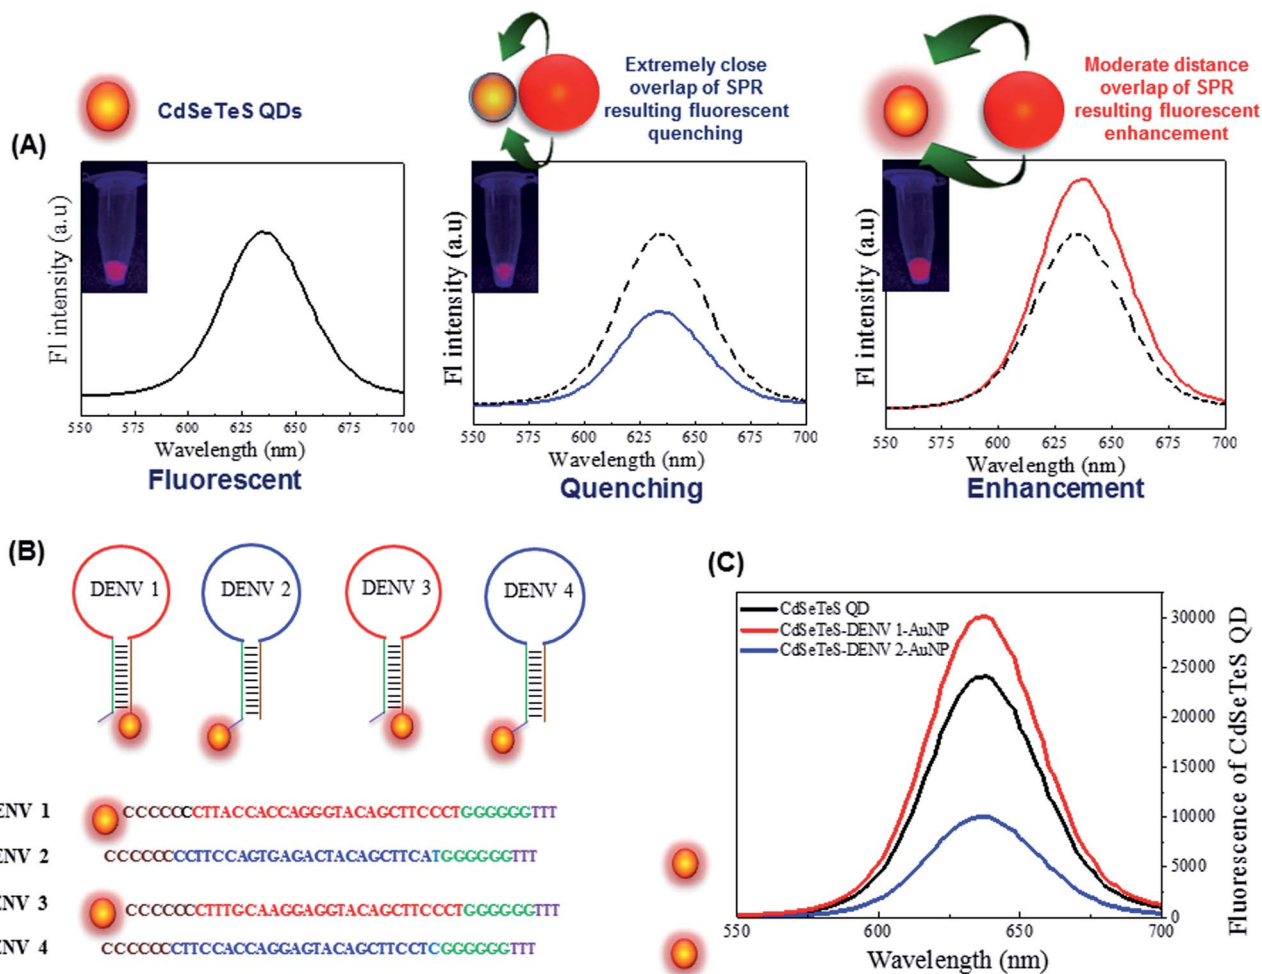 (A)
CdSeTeS QDs
Fl intensity (a.u)
550 575 600 625 650 675 700
Wavelength (nm)
Fluorescent
Extremely close
overlap of SPR
resulting fluorescent
quenching
Fl intensity (a.u)
550 575 600 625 650 675 700
Wavelength (nm)
Quenching
Moderate distance
overlap of SPR
resulting fluorescent
enhancement
Fl intensity (a.u)
550 575 600 625 650 675 700
Wavelength (nm)
Enhancement
(B)
DENV 1
DENV 2
DENV 3
DENV 4
ENV 1 CCCCCCCTTACCACCAGGGTACAGCTTCCCTGGGGGGTTT
ENV 2 CCCCCCCCTTCCAGTGAGACTACAGCTTCATGGGGGGTTT
ENV 3 CCCCCCCTTTGCAAGGAGGTACAGCTTCCCTGGGGGGTTT
ENV 4 CCCCCCCTTCCACCAGGAGTACAGCTTCCTCGGGGGGTTT
(C)
CdSeTeS QD
CdSeTeS-DENV 1-AuNP
CdSeTeS-DENV 2-AuNP
30000
25000
20000
15000
10000
5000
0
Fluorescence of CdSeTeS QD
550 600 650 700
Wavelength (nm)